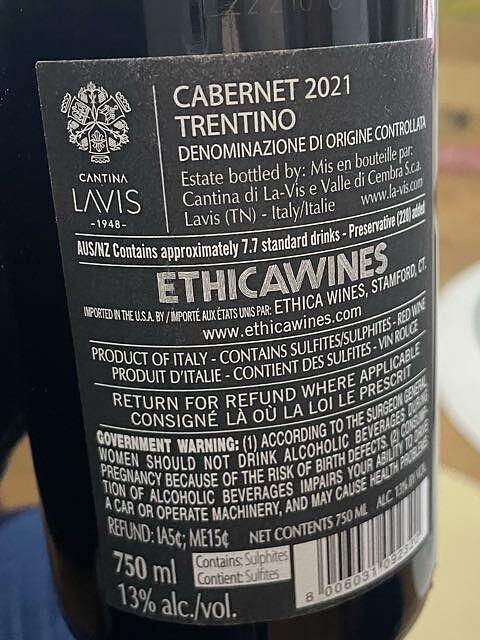 CANTINA
LAVIS
-1948-
CABERNET 2021
TRENTINO
DENOMINAZIONE DI ORIGINE CONTROLLATA
Estate bottled by: Mis en bouteille par:
Cantina di La-Vis e Valle di Cembra S.c.a.
Lavis (TN) - Italy/Italie www.la-vis.com
AUS/NZ Contains approximately 7.7 standard drinks - Preservative (220) added
ETHICAWINES
IMPORTED IN THE U.S.A. BY / IMPORTÉ AUX ÉTATS UNIS PAR: ETHICA WINES, STAMFORD, CT.
www.ethicawines.com
PRODUCT OF ITALY - CONTAINS SULFITES/SULPHITES - RED WINE
PRODUIT D'ITALIE - CONTIENT DES SULFITES - VIN ROUGE
RETURN FOR REFUND WHERE APPLICABLE
CONSIGNÉ LÀ OÙ LA LOI LE PRESCRIT
GOVERNMENT WARNING: (1) ACCORDING TO THE SURGEON GENERAL,
WOMEN SHOULD NOT DRINK ALCOHOLIC BEVERAGES DURING
PREGNANCY BECAUSE OF THE RISK OF BIRTH DEFECTS. (2) CONSUMP-
TION OF ALCOHOLIC BEVERAGES IMPAIRS YOUR ABILITY TO DRIVE
A CAR OR OPERATE MACHINERY, AND MAY CAUSE HEALTH PROBLEMS.
REFUND: IA5¢; ME15¢ NET CONTENTS 750 ML ALC. 13% BY VOL.
750 ml
Contains: Sulphites
Contient: Sulfites
13% alc./vol.